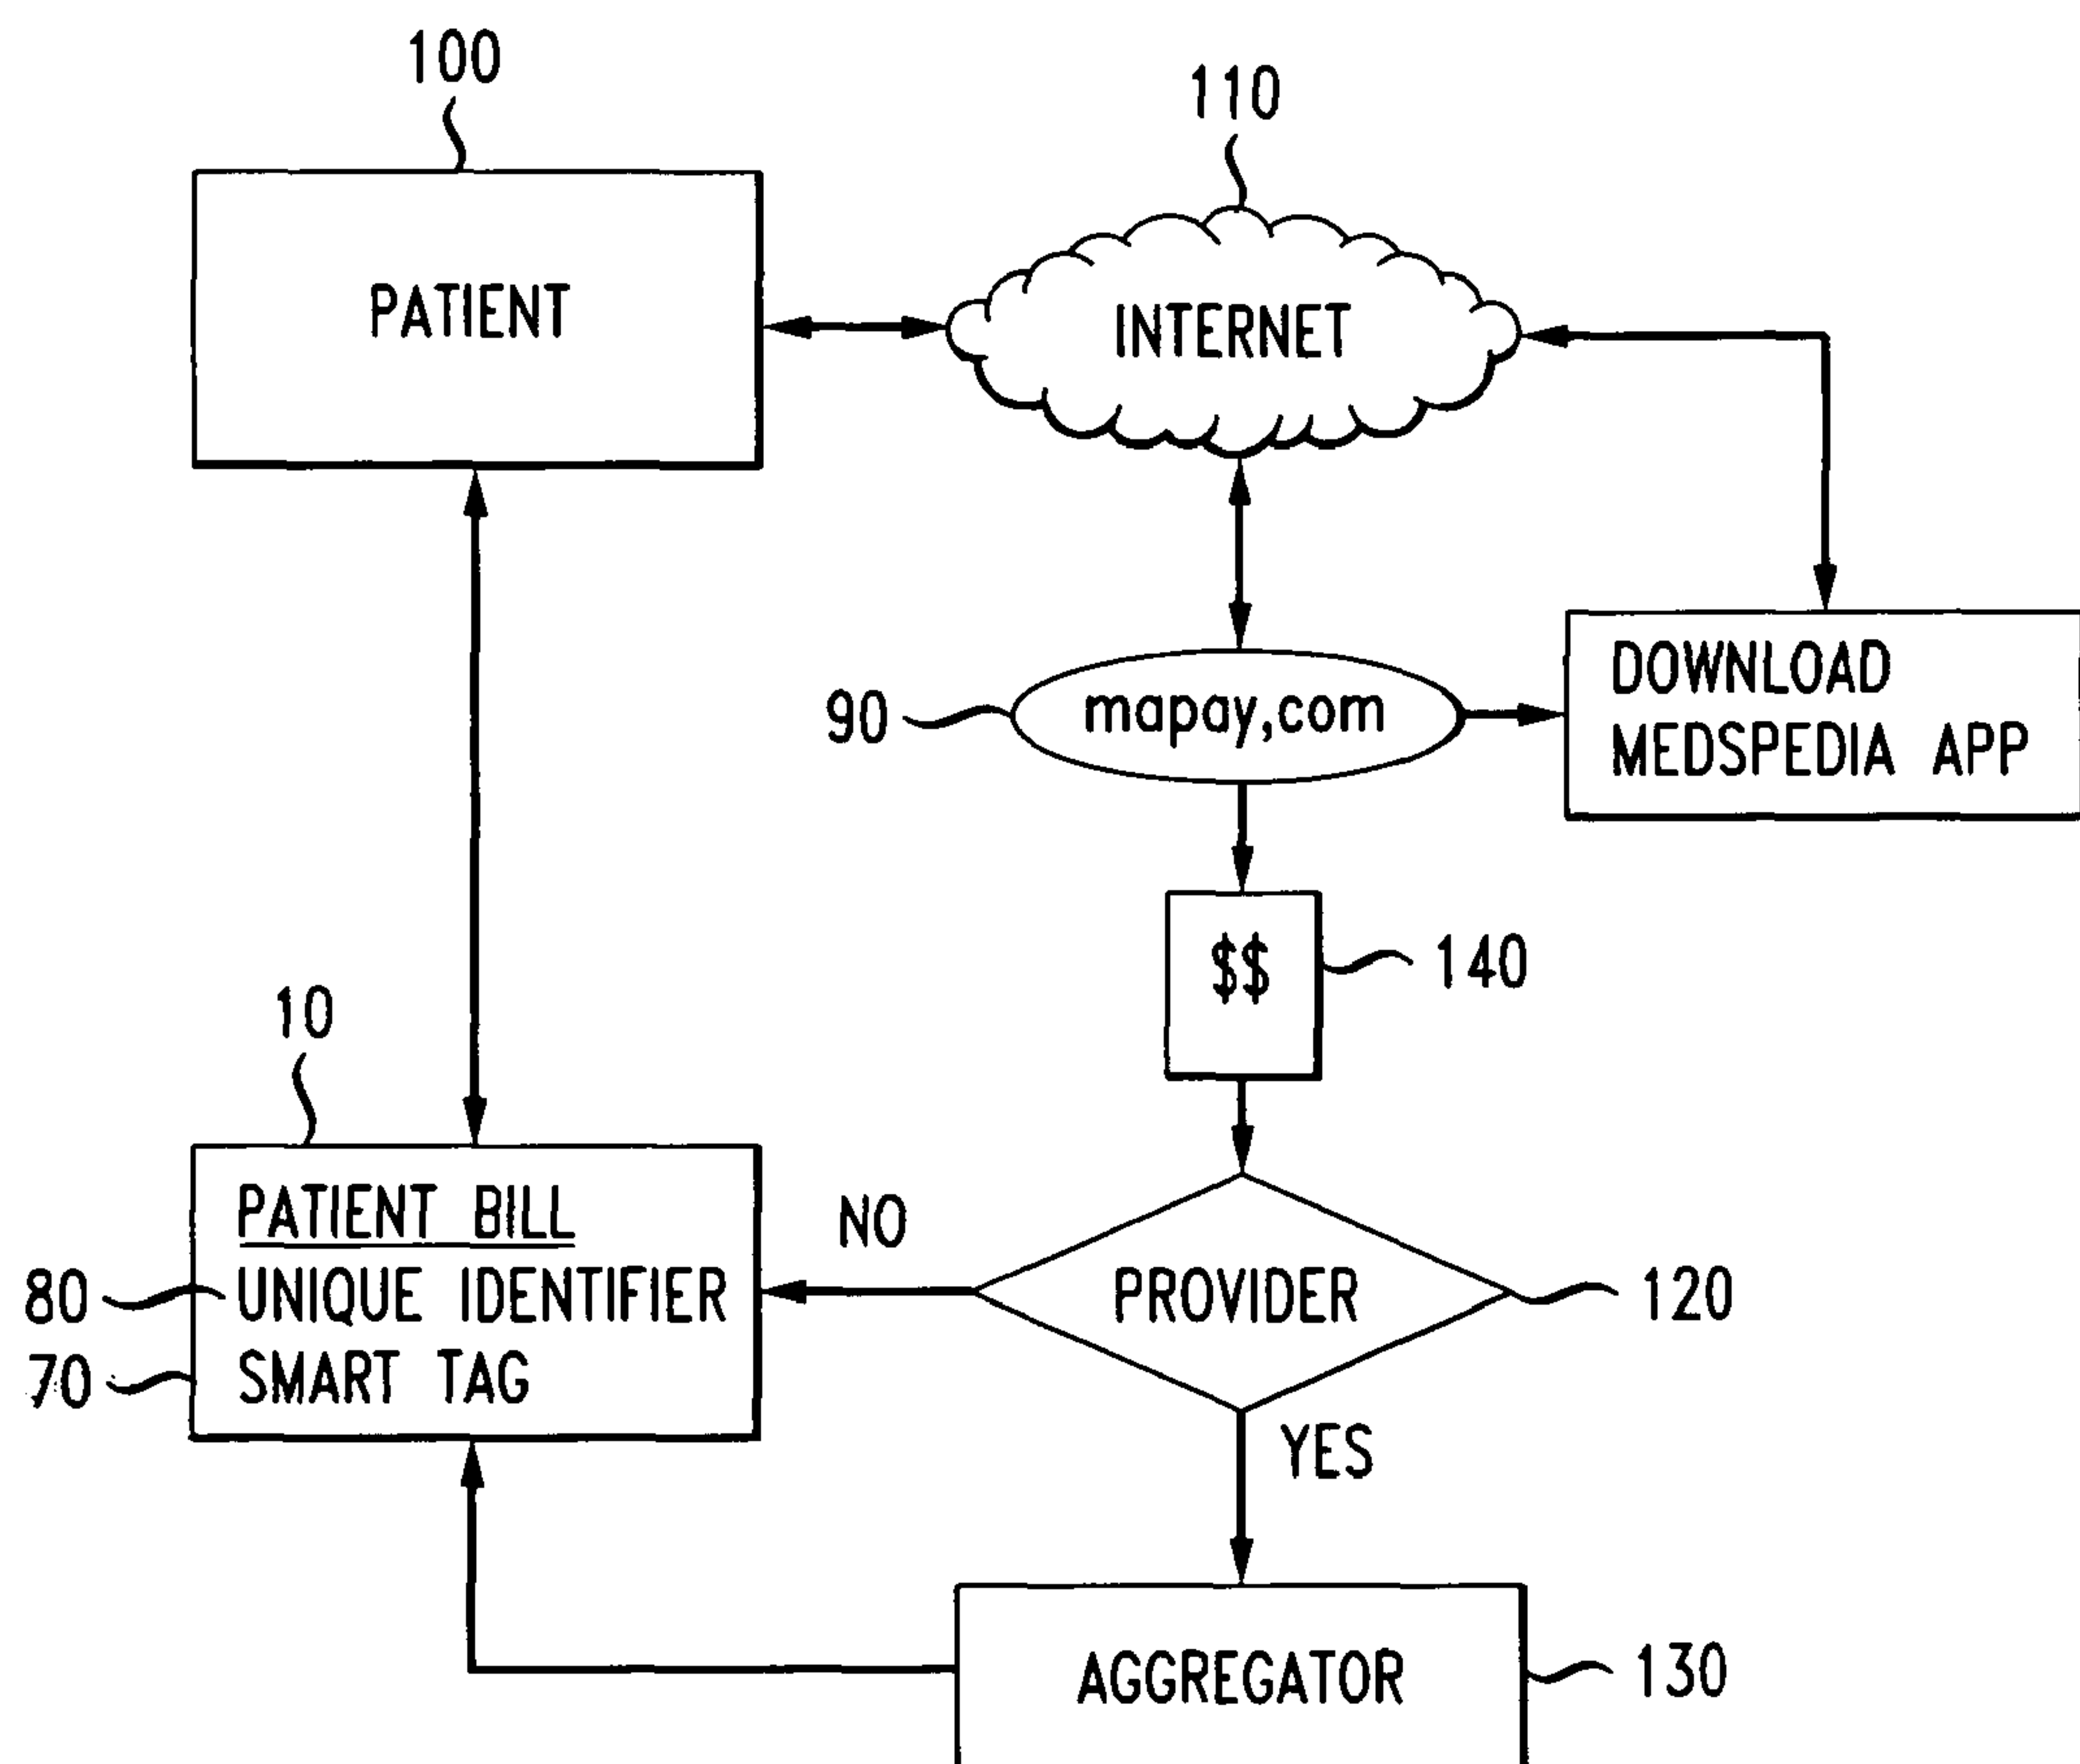 100
110
PATIENT
INTERNET
DOWNLOAD
MEDSPEDIA APP
90
mapay,com
$$
140
10
PATIENT BILL
80
UNIQUE IDENTIFIER
70
SMART TAG
NO
PROVIDER
120
YES
AGGREGATOR
130